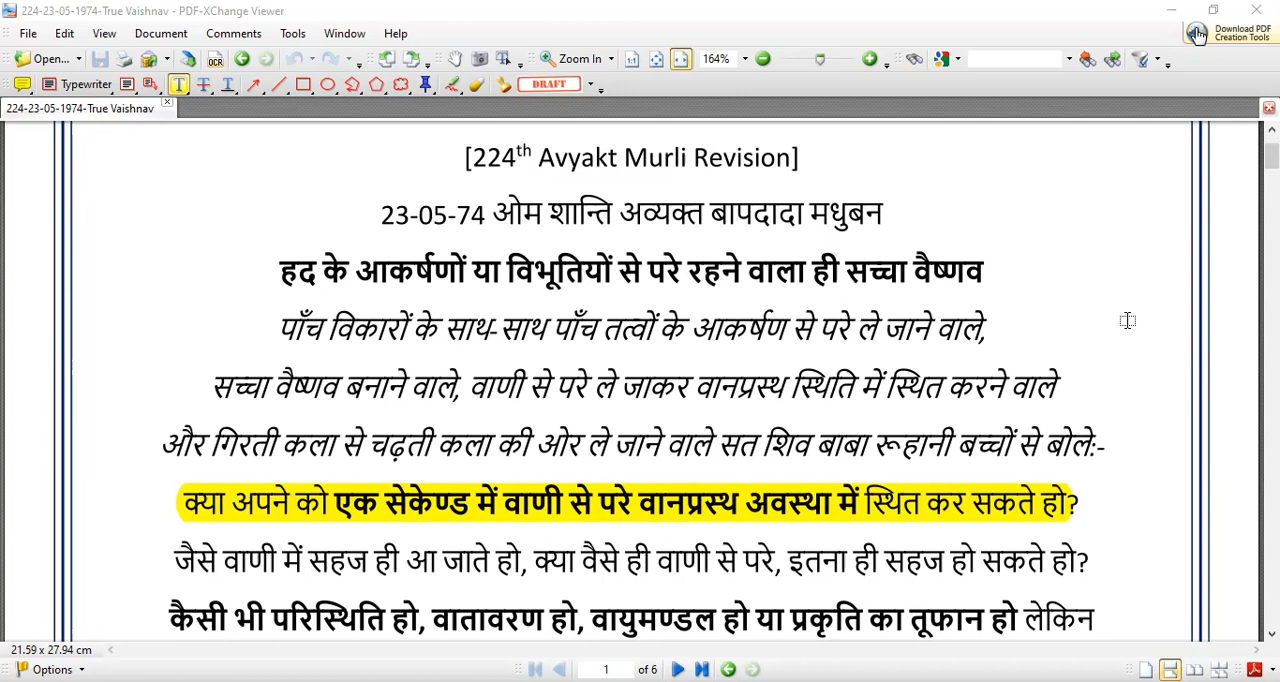 224-23-05-1974-True Vaishnav - PDF-XChange Viewer
File Edit View Document Comments Tools Window Help
Download PDF Creation Tools
Open... OCR Zoom In 164%
Typewriter DRAFT
224-23-05-1974-True Vaishnav
[224th Avyakt Murli Revision]
23-05-74 ओम शान्ति अव्यक्त बापदादा मधुबन
हद के आकर्षणों या विभूतियों से परे रहने वाला ही सच्चा वैष्णव
पाँच विकारों के साथ-साथ पाँच तत्वों के आकर्षण से परे ले जाने वाले,
सच्चा वैष्णव बनाने वाले, वाणी से परे ले जाकर वानप्रस्थ स्थिति में स्थित करने वाले
और गिरती कला से चढ़ती कला की ओर ले जाने वाले सत शिव बाबा रूहानी बच्चों से बोले:-
क्या अपने को एक सेकेण्ड में वाणी से परे वानप्रस्थ अवस्था में स्थित कर सकते हो?
जैसे वाणी में सहज ही आ जाते हो, क्या वैसे ही वाणी से परे, इतना ही सहज हो सकते हो?
कैसी भी परिस्थिति हो, वातावरण हो, वायुमण्डल हो या प्रकृति का तूफान हो लेकिन
21.59 x 27.94 cm
Options 1 of 6